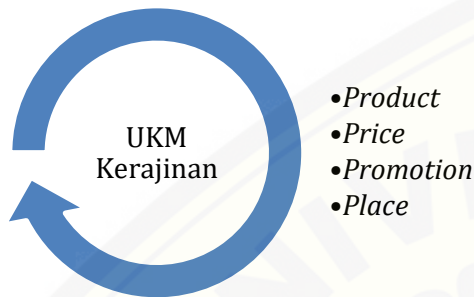 UKM
Kerajinan
•Product
•Price
•Promotion
•Place